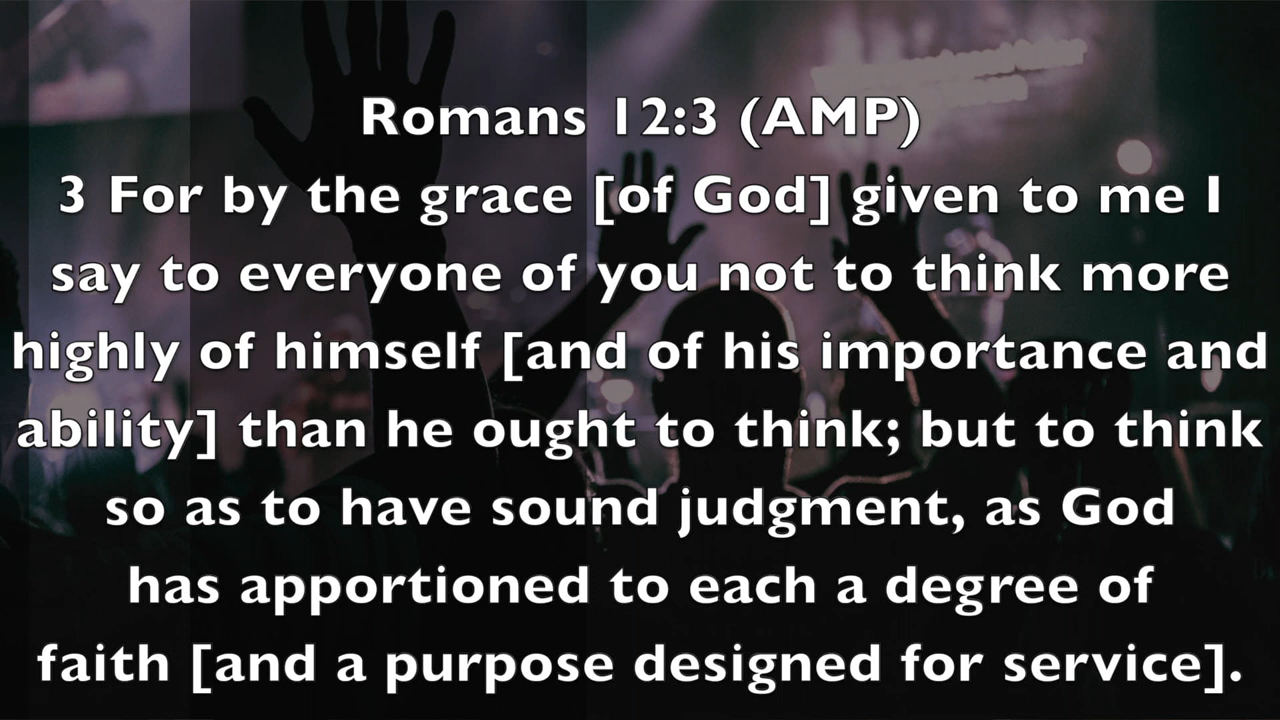 Romans 12:3 (AMP)
3 For by the grace [of God] given to me I
say to everyone of you not to think more
highly of himself [and of his importance and
ability] than he ought to think; but to think
so as to have sound judgment, as God
has apportioned to each a degree of
faith [and a purpose designed for service].